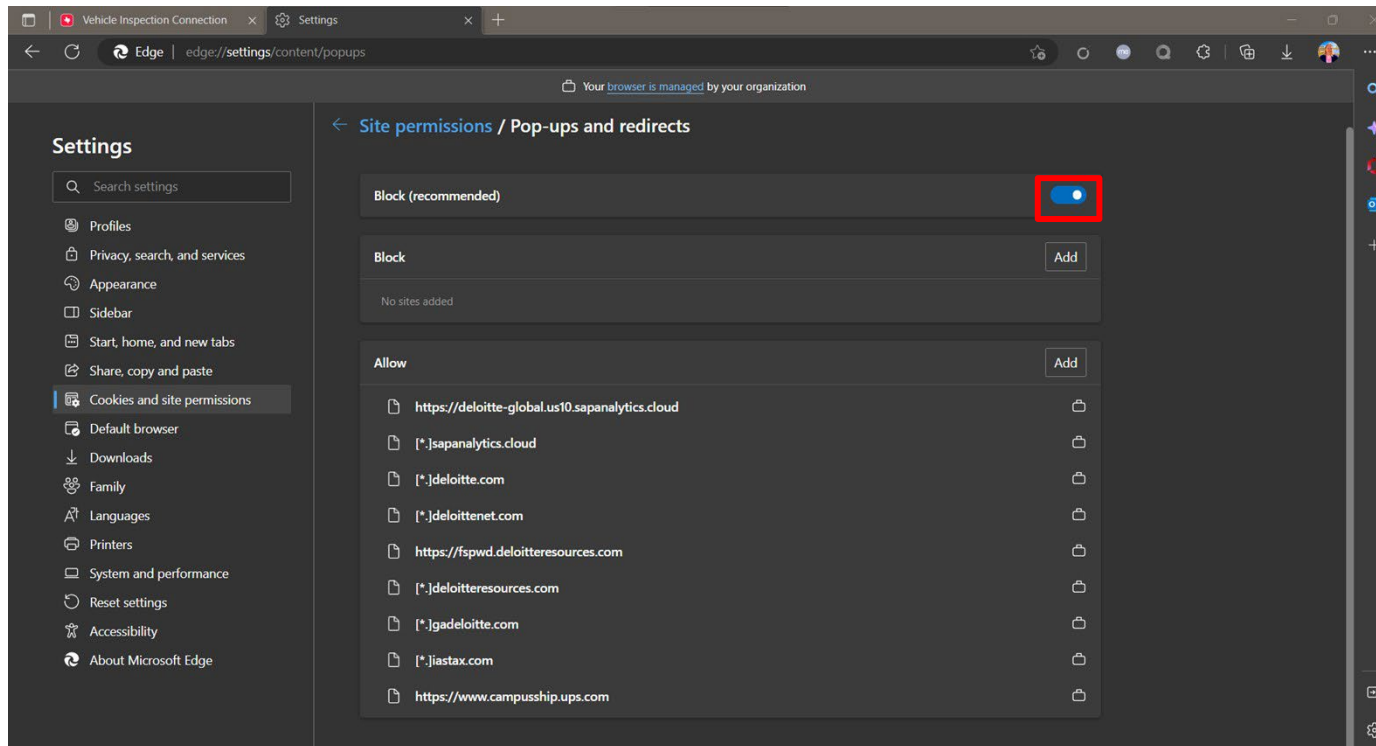 Vehicle Inspection Connection
Settings
Edge | edge://settings/content/popups
Your browser is managed by your organization
Settings
Search settings
Profiles
Privacy, search, and services
Appearance
Sidebar
Start, home, and new tabs
Share, copy and paste
Cookies and site permissions
Default browser
Downloads
Family
Languages
Printers
System and performance
Reset settings
Accessibility
About Microsoft Edge
Site permissions / Pop-ups and redirects
Block (recommended)
Block
Add
No sites added
Allow
Add
https://deloitte-global.us10.sapanalytics.cloud
[*.]sapanalytics.cloud
[*.]deloitte.com
[*.]deloittenet.com
https://fspwd.deloitteresources.com
[*.]deloitteresources.com
[*.]gadeloitte.com
[*.]iastax.com
https://www.campusship.ups.com